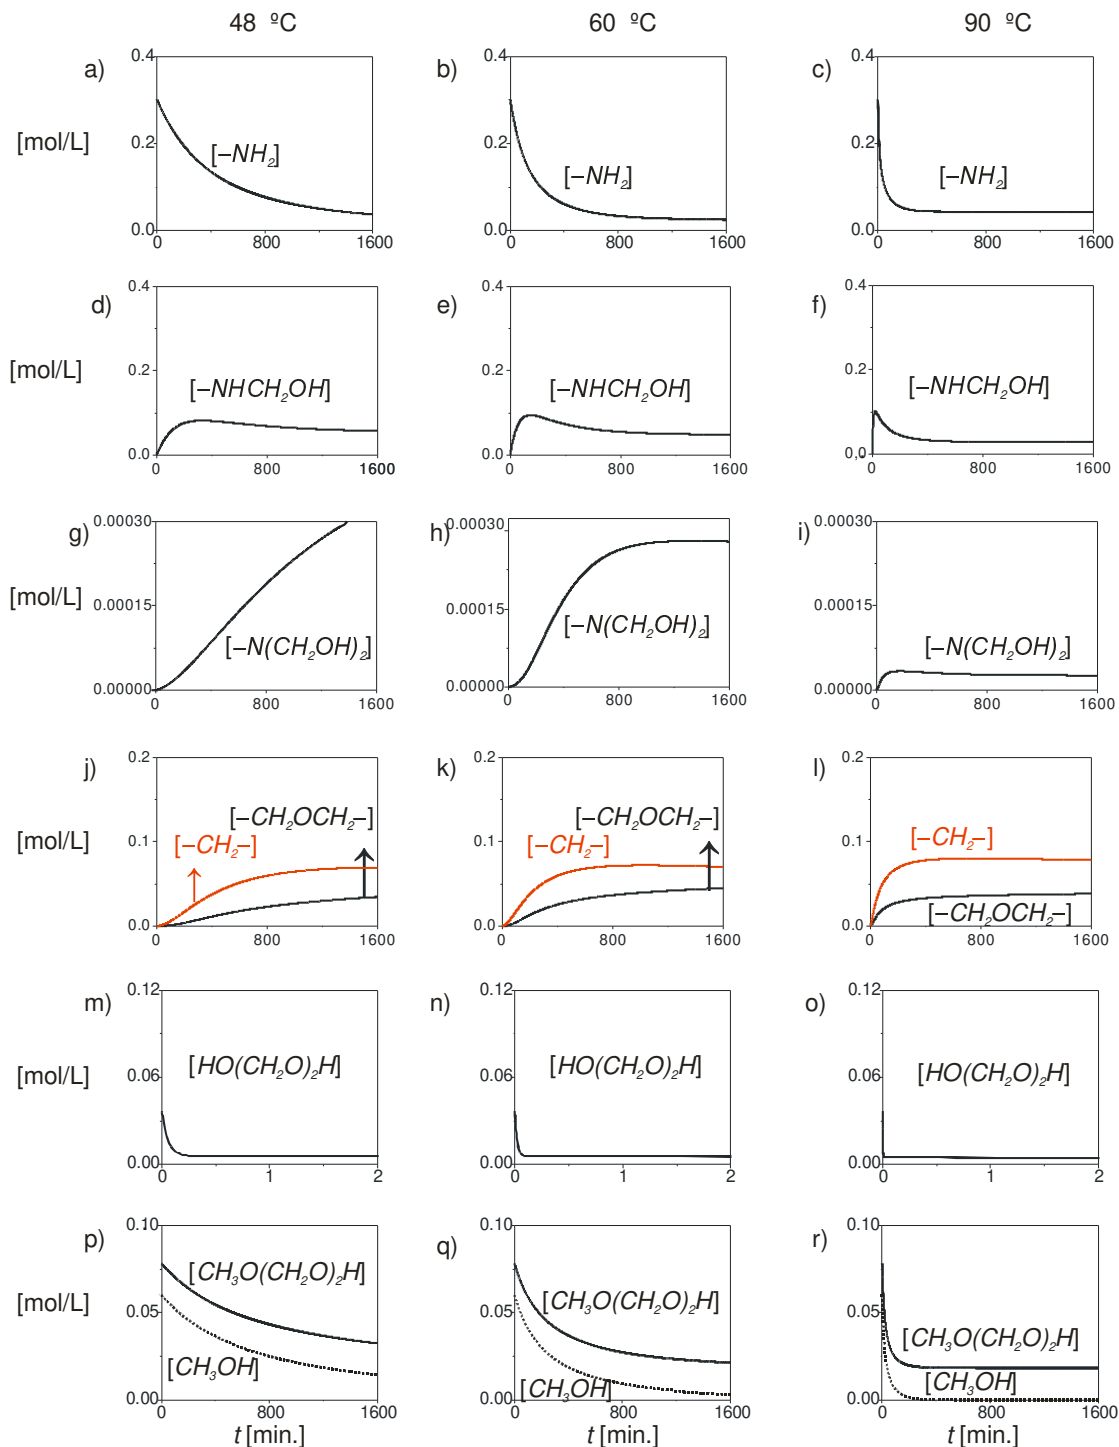 48 ºC 60 ºC 90 ºC
a) 0.4 b) 0.4 c) 0.4
[mol/L] 0.2 [–NH2] 0.2 [–NH2] 0.2 [–NH2]
0.0 0.0 0.0
0 800 1600 0 800 1600 0 800 1600
d) 0.4 e) 0.4 f) 0.4
[mol/L] 0.2 [–NHCH2OH] 0.2 [–NHCH2OH] 0.2 [–NHCH2OH]
0.0 0.0 0,0
0 800 1600 0 800 1600 0 800 1600
g) 0.00030 h) 0.00030 i) 0.00030
[mol/L] 0.00015 0.00015 0.00015
[–N(CH2OH)2] [–N(CH2OH)2] [–N(CH2OH)2]
0.00000 0.00000 0.00000
0 800 1600 0 800 1600 0 800 1600
j) 0.2 k) 0.2 l) 0.2
[–CH2OCH2–] [–CH2OCH2–]
[mol/L] 0.1 [–CH2–] 0.1 [–CH2–] 0.1 [–CH2–]
[–CH2OCH2–]
0.0 0.0 0.0
0 800 1600 0 800 1600 0 800 1600
m) 0.12 n) 0.12 o) 0.12
[HO(CH2O)2H] [HO(CH2O)2H] [HO(CH2O)2H]
[mol/L] 0.06 0.06 0.06
0.00 0.00 0.00
0 1 2 0 1 2 0 1 2
p) 0.10 q) 0.10 r) 0.10
[CH3O(CH2O)2H] [CH3O(CH2O)2H] [CH3O(CH2O)2H]
[mol/L] 0.05 0.05 0.05
[CH3OH] [CH3OH] [CH3OH]
0.00 0.00 0.00
0 800 1600 0 800 1600 0 800 1600
t [min.] t [min.] t [min.]